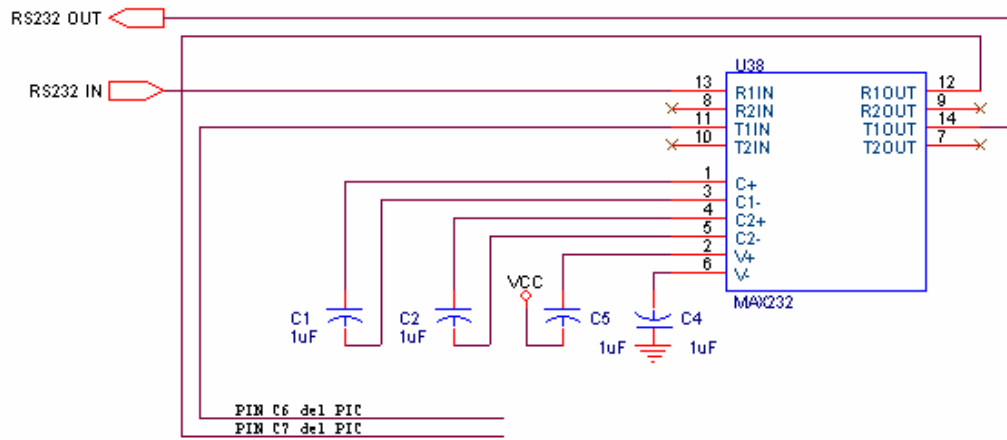 RS232 OUT
RS232 IN
U38
13 R1IN R1OUT 12
8 R2IN R2OUT 9
11 T1IN T1OUT 14
10 T2IN T2OUT 7
1 C+
3 C1-
4 C2+
5 C2-
2 V+
6 V-
MAX232
VCC
C1 1uF
C2 1uF
C5 1uF
C4 1uF
PIN C6 del PIC
PIN C7 del PIC